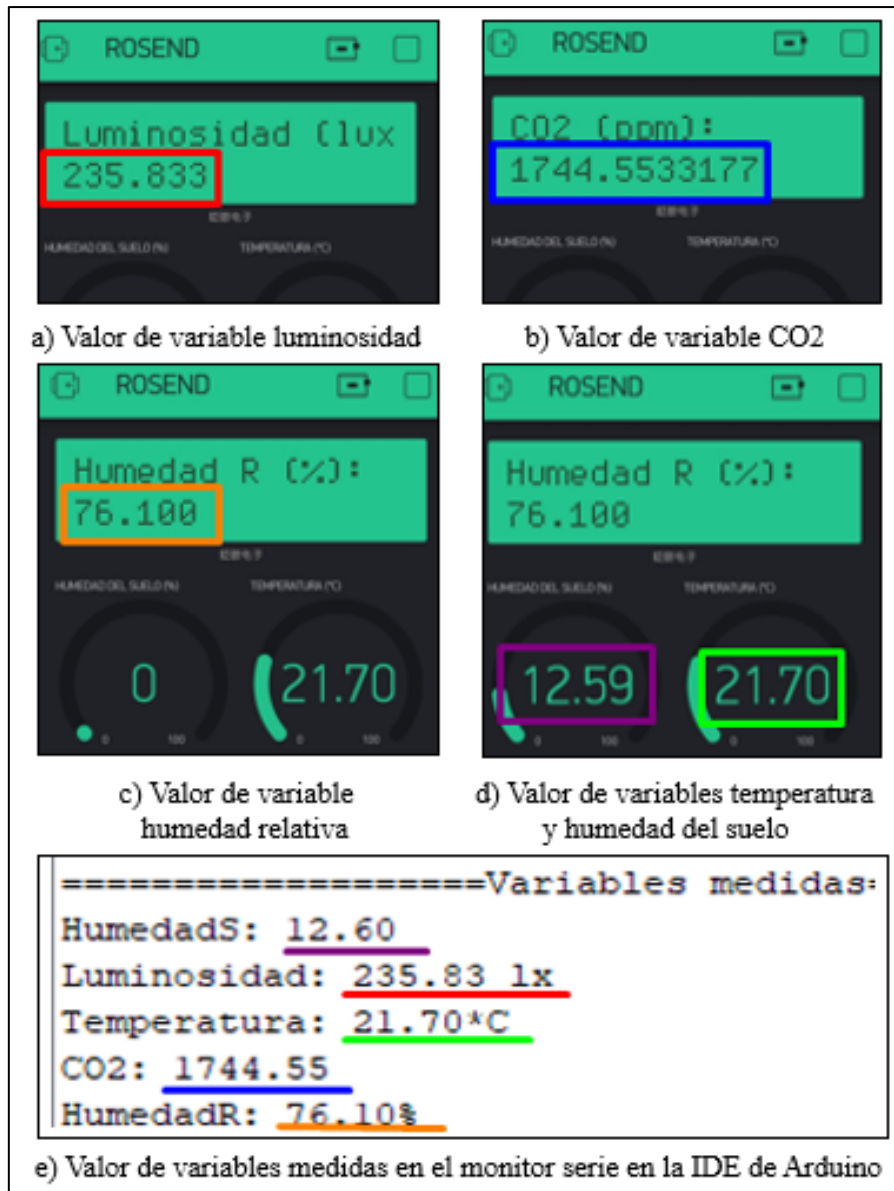 ROSEND
Luminosidad (lux
235.833
HUMEDAD DEL SUELO (%) TEMPERATURA (°C)
a) Valor de variable luminosidad
ROSEND
CO2 (ppm):
1744.5533177
HUMEDAD DEL SUELO (%) TEMPERATURA (°C)
b) Valor de variable CO2
ROSEND
Humedad R (%):
76.100
HUMEDAD DEL SUELO (%) TEMPERATURA (°C)
0 21.70
0 100 0 100
c) Valor de variable
humedad relativa
ROSEND
Humedad R (%):
76.100
HUMEDAD DEL SUELO (%) TEMPERATURA (°C)
12.59 21.70
0 100 0 100
d) Valor de variables temperatura
y humedad del suelo
====================Variables medidas=
HumedadS: 12.60
Luminosidad: 235.83 lx
Temperatura: 21.70*C
CO2: 1744.55
HumedadR: 76.10%
e) Valor de variables medidas en el monitor serie en la IDE de Arduino